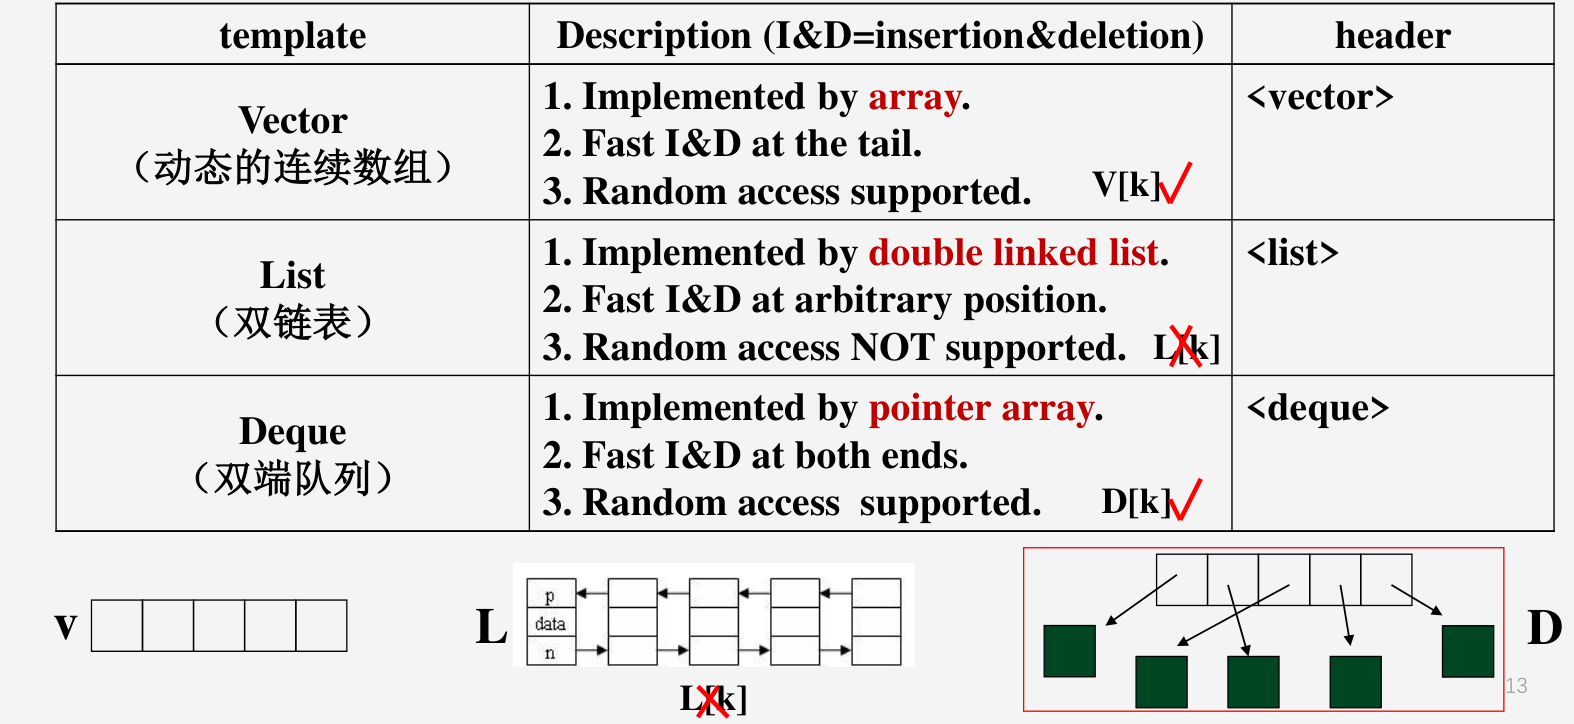 template
Description (I&D=insertion&deletion)
header
Vector
（动态的连续数组）
1. Implemented by array.
2. Fast I&D at the tail.
3. Random access supported. V[k]
<vector>
List
（双链表）
1. Implemented by double linked list.
2. Fast I&D at arbitrary position.
3. Random access NOT supported. L[k]
<list>
Deque
（双端队列）
1. Implemented by pointer array.
2. Fast I&D at both ends.
3. Random access supported. D[k]
<deque>
v
L
p
data
n
L[k]
D
13